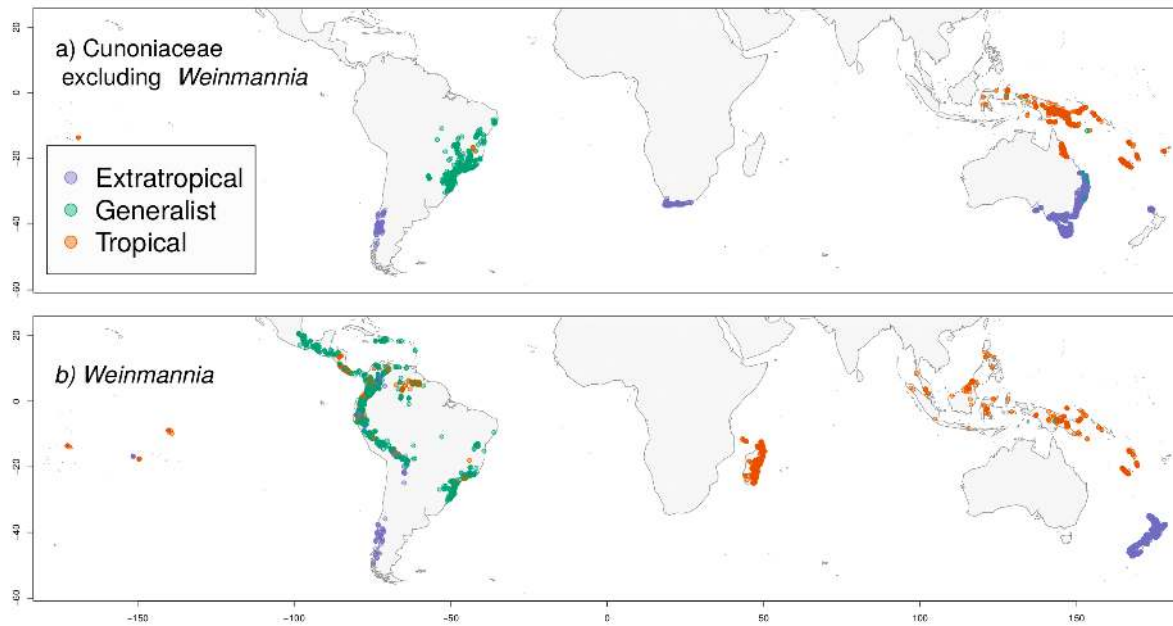 a) Cunoniaceae
excluding Weinmannia
Extratropical
Generalist
Tropical
20
0
-20
-40
-60
b) Weinmannia
20
0
-20
-40
-60
-150
-100
-50
0
50
100
150